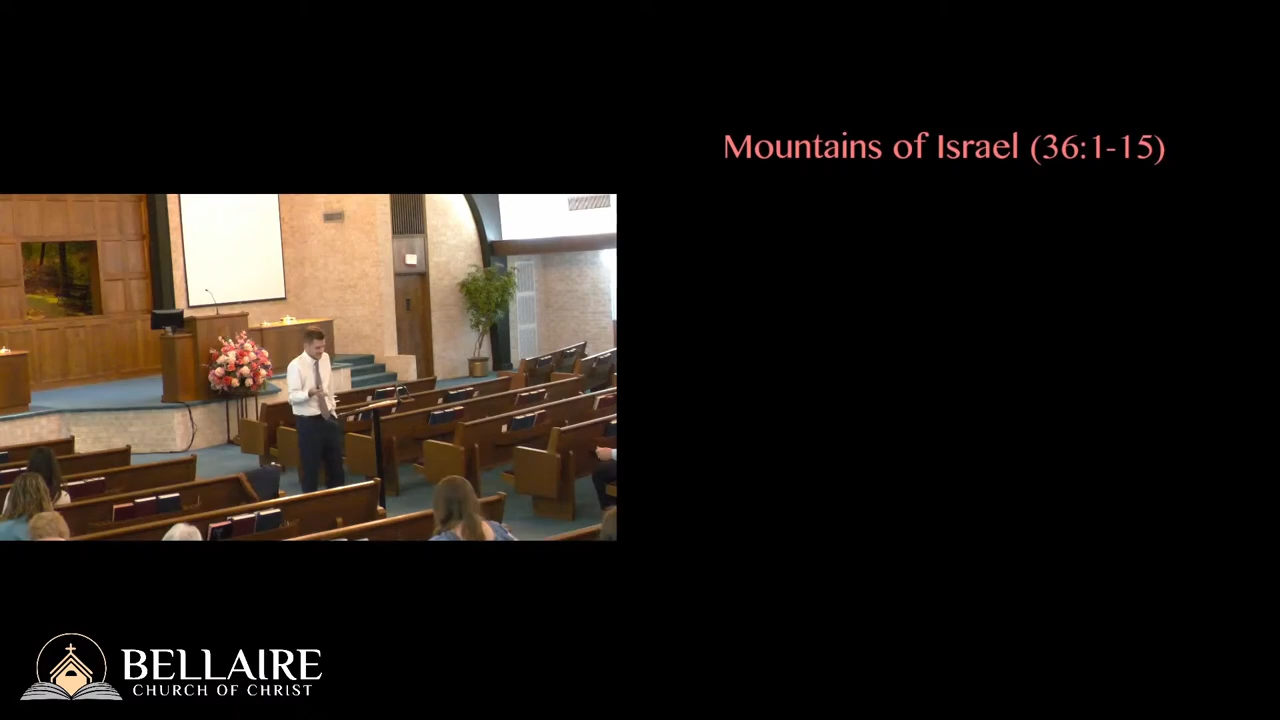 Mountains of Israel (36:1-15)
BELLAIRE
CHURCH OF CHRIST